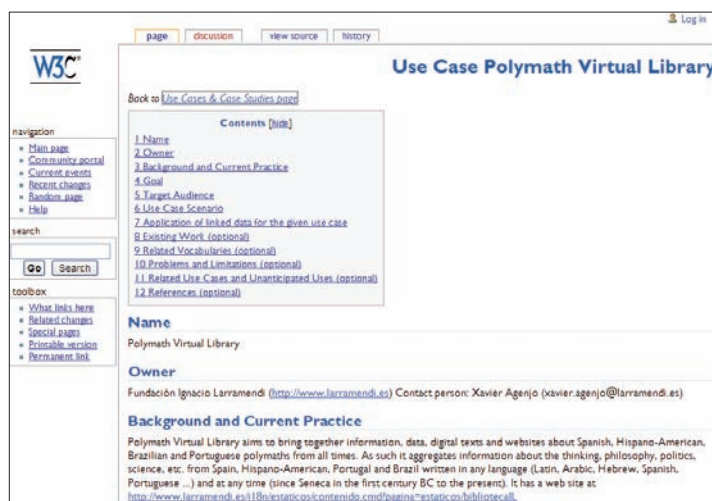 Log in
page discussion view source history
W3C®
Use Case Polymath Virtual Library
Back to Use Cases & Case Studies page
Contents [hide]
1 Name
2 Owner
3 Background and Current Practice
4 Goal
5 Target Audience
6 Use Case Scenario
7 Application of linked data for the given use case
8 Existing Work (optional)
9 Related Vocabularies (optional)
10 Problems and Limitations (optional)
11 Related Use Cases and Unanticipated Uses (optional)
12 References (optional)
navigation
Main page
Community portal
Current events
Recent changes
Random page
Help
search
Go Search
toolbox
What links here
Related changes
Special pages
Printable version
Permanent link
Name
Polymath Virtual Library
Owner
Fundación Ignacio Larramendi (http://www.larramendi.es) Contact person: Xavier Agenjo (xavier.agenjo@larramendi.es)
Background and Current Practice
Polymath Virtual Library aims to bring together information, data, digital texts and websites about Spanish, Hispano-American,
Brazilian and Portuguese polymaths from all times. As such it aggregates information about the thinking, philosophy, politics,
science, etc. from Spain, Hispano-American, Portugal and Brazil written in any language (Latin, Arabic, Hebrew, Spanish,
Portuguese ...) and at any time (since Seneca in the first century BC to the present). It has a web site at
http://www.larramendi.es/i18n/estaticos/contenido.cmd?pagina=estaticos/bibliotecaIL